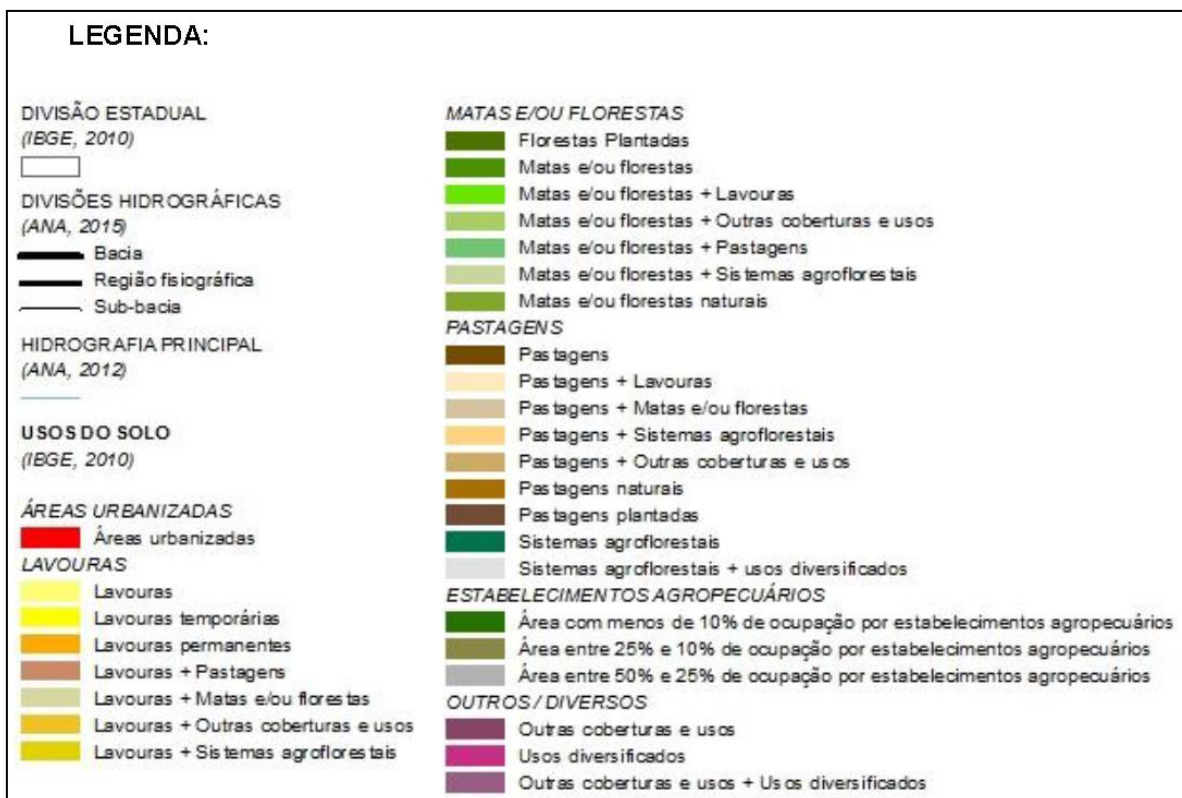 LEGENDA:
DIVISÃO ESTADUAL
(IBGE, 2010)
DIVISÕES HIDROGRÁFICAS
(ANA, 2015)
Bacia
Região fisiográfica
Sub-bacia
HIDROGRAFIA PRINCIPAL
(ANA, 2012)
USOS DO SOLO
(IBGE, 2010)
ÁREAS URBANIZADAS
Áreas urbanizadas
LAVOURAS
Lavouras
Lavouras temporárias
Lavouras permanentes
Lavouras + Pastagens
Lavouras + Matas e/ou florestas
Lavouras + Outras coberturas e usos
Lavouras + Sistemas agroflorestais
MATAS E/OU FLORESTAS
Florestas Plantadas
Matas e/ou florestas
Matas e/ou florestas + Lavouras
Matas e/ou florestas + Outras coberturas e usos
Matas e/ou florestas + Pastagens
Matas e/ou florestas + Sistemas agroflorestais
Matas e/ou florestas naturais
PASTAGENS
Pastagens
Pastagens + Lavouras
Pastagens + Matas e/ou florestas
Pastagens + Sistemas agroflorestais
Pastagens + Outras coberturas e usos
Pastagens naturais
Pastagens plantadas
Sistemas agroflorestais
Sistemas agroflorestais + usos diversificados
ESTABELECIMENTOS AGROPECUÁRIOS
Área com menos de 10% de ocupação por estabelecimentos agropecuários
Área entre 25% e 10% de ocupação por estabelecimentos agropecuários
Área entre 50% e 25% de ocupação por estabelecimentos agropecuários
OUTROS / DIVERSOS
Outras coberturas e usos
Usos diversificados
Outras coberturas e usos + Usos diversificados